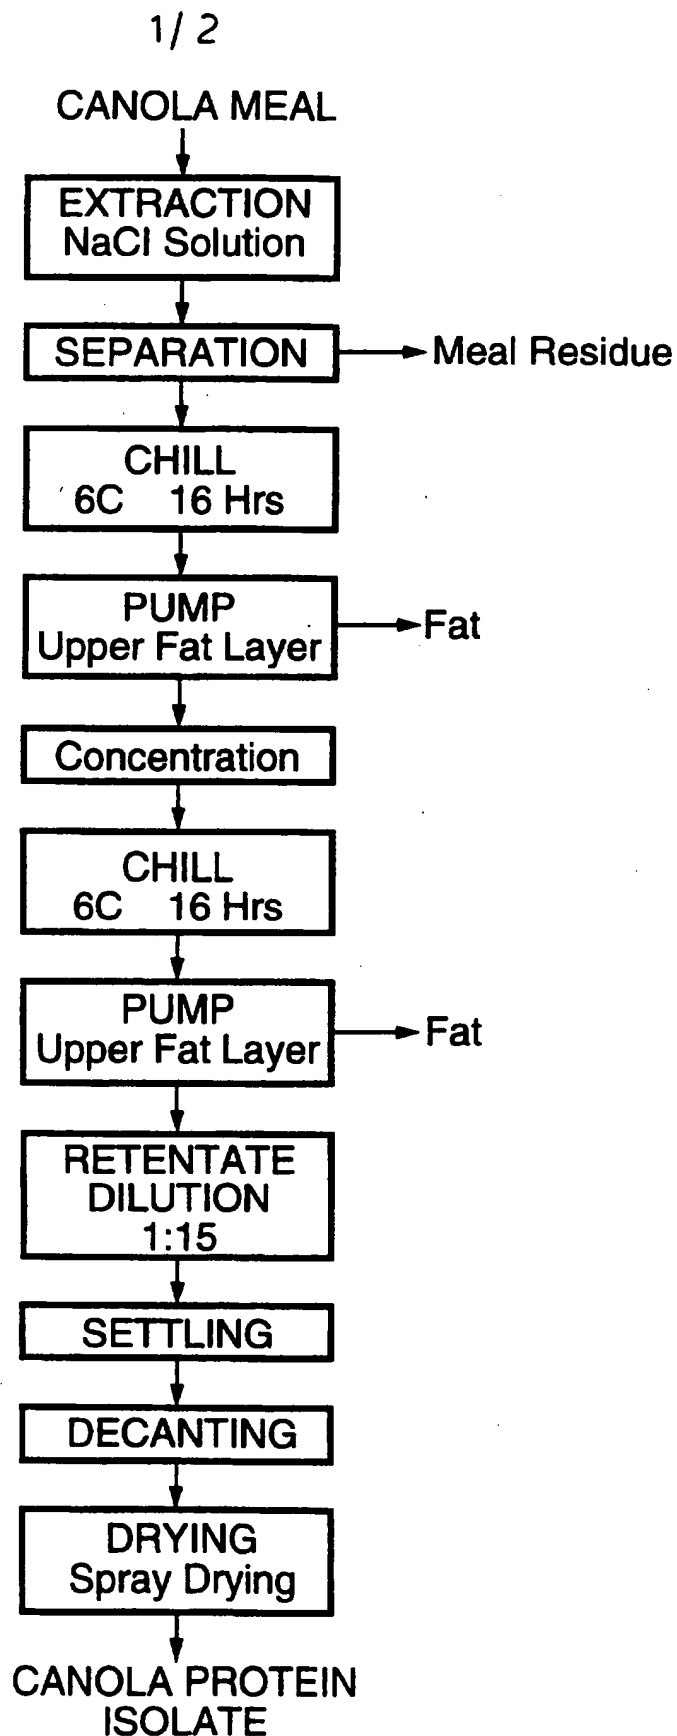 1/2
CANOLA MEAL
EXTRACTION
NaCl Solution
SEPARATION
Meal Residue
CHILL
6C 16 Hrs
PUMP
Upper Fat Layer
Fat
Concentration
CHILL
6C 16 Hrs
PUMP
Upper Fat Layer
Fat
RETENTATE
DILUTION
1:15
SETTLING
DECANTING
DRYING
Spray Drying
CANOLA PROTEIN
ISOLATE